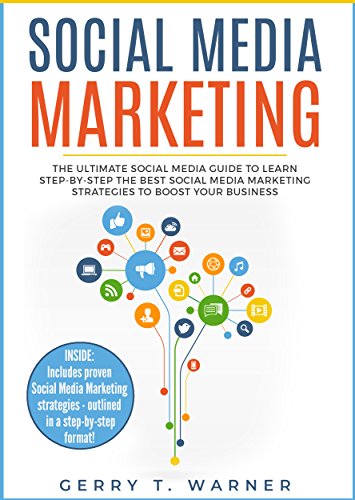 SOCIAL MEDIA
MARKETING
THE ULTIMATE SOCIAL MEDIA GUIDE TO LEARN
STEP-BY-STEP THE BEST SOCIAL MEDIA MARKETING
STRATEGIES TO BOOST YOUR BUSINESS
INSIDE:
Includes proven
Social Media Marketing
strategies - outlined
in a step-by-step
format!
GERRY T. WARNER